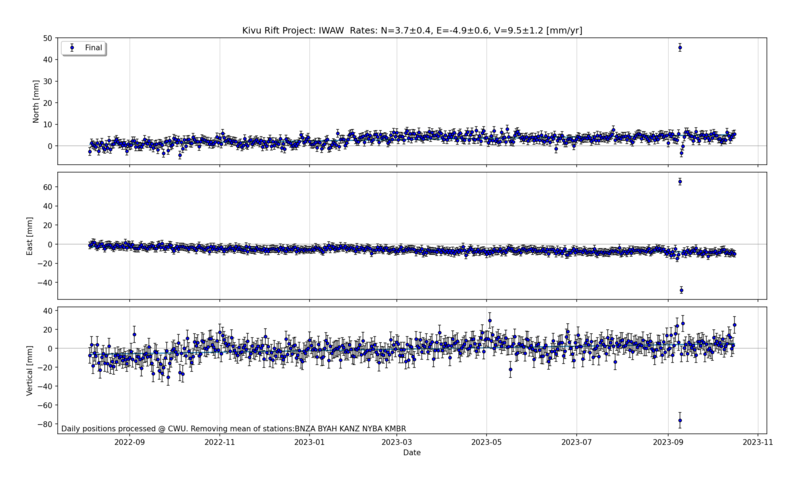 Kivu Rift Project: IWAW  Rates: N=3.7±0.4, E=-4.9±0.6, V=9.5±1.2 [mm/yr]
Final
North [mm]
50
40
30
20
10
0
East [mm]
60
40
20
0
−20
−40
Vertical [mm]
40
20
0
−20
−40
−60
−80
Daily positions processed @ CWU. Removing mean of stations:BNZA BYAH KANZ NYBA KMBR
2022-09 2022-11 2023-01 2023-03 2023-05 2023-07 2023-09 2023-11
Date